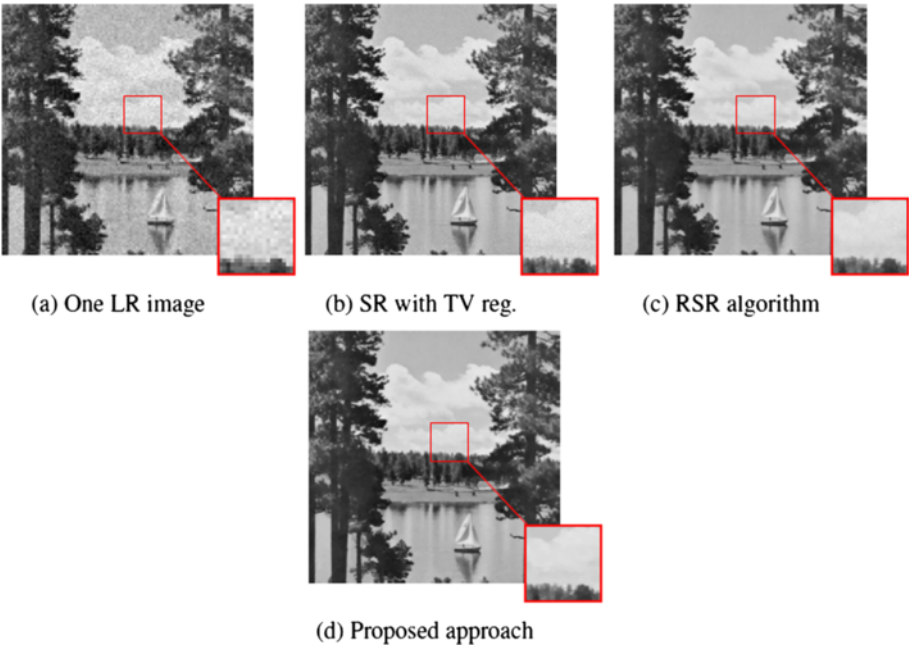 (a) One LR image
(b) SR with TV reg.
(c) RSR algorithm
(d) Proposed approach